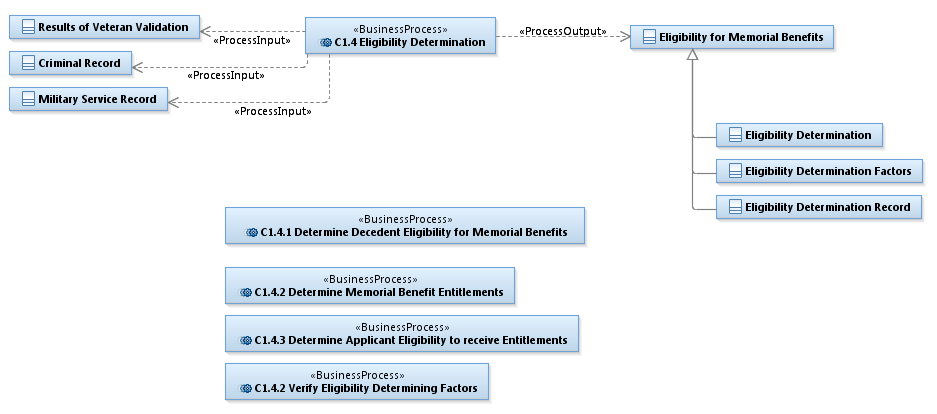 Results of Veteran Validation
«BusinessProcess»
C1.4 Eligibility Determination
«ProcessInput»
«ProcessOutput»
Eligibility for Memorial Benefits
Criminal Record
«ProcessInput»
Military Service Record
«ProcessInput»
Eligibility Determination
Eligibility Determination Factors
Eligibility Determination Record
«BusinessProcess»
C1.4.1 Determine Decedent Eligibility for Memorial Benefits
«BusinessProcess»
C1.4.2 Determine Memorial Benefit Entitlements
«BusinessProcess»
C1.4.3 Determine Applicant Eligibility to receive Entitlements
«BusinessProcess»
C1.4.2 Verify Eligibility Determining Factors